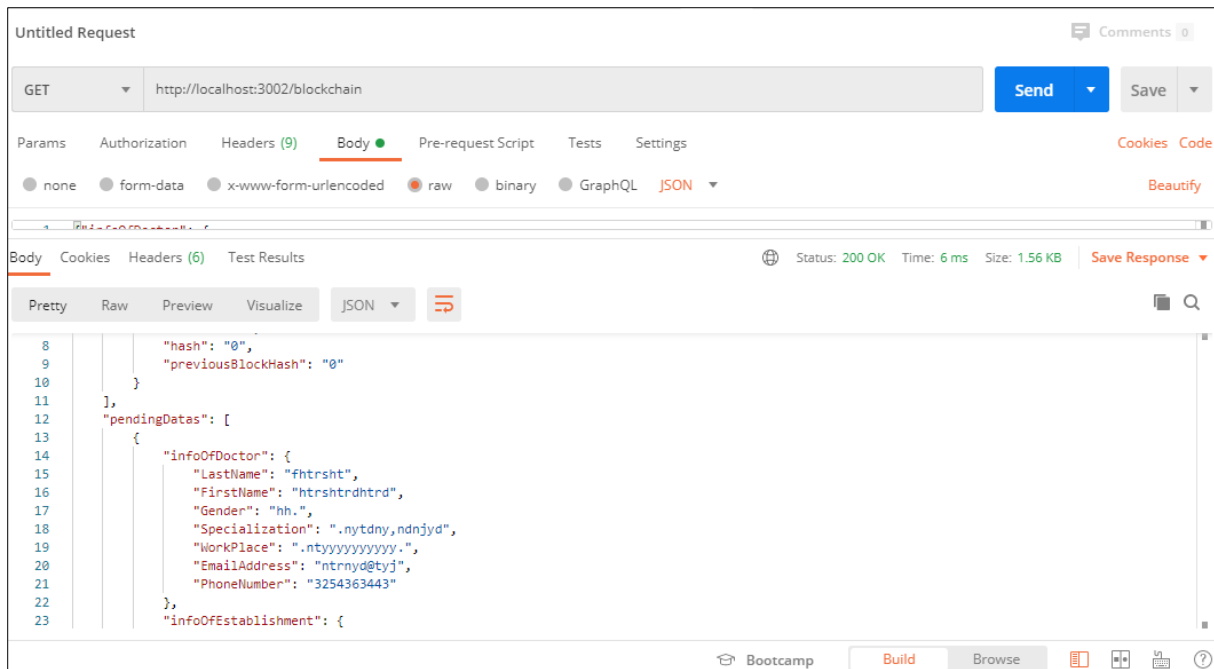 Untitled Request
Comments 0
GET http://localhost:3002/blockchain Send Save
Params Authorization Headers (9) Body Pre-request Script Tests Settings Cookies Code
none form-data x-www-form-urlencoded raw binary GraphQL JSON Beautify
1 {"infoOfDoctor": {
Body Cookies Headers (6) Test Results Status: 200 OK Time: 6 ms Size: 1.56 KB Save Response
Pretty Raw Preview Visualize JSON
8 "hash": "0",
9 "previousBlockHash": "0"
10 }
11 ],
12 "pendingDatas": [
13 {
14 "infoOfDoctor": {
15 "LastName": "fhtrsht",
16 "FirstName": "htrshtrdhtrd",
17 "Gender": "hh.",
18 "Specialization": ".nytdny,ndnjyd",
19 "WorkPlace": ".ntyyyyyyyyyy.",
20 "EmailAddress": "ntrnyd@tyj",
21 "PhoneNumber": "3254363443"
22 },
23 "infoOfEstablishment": {
Bootcamp Build Browse